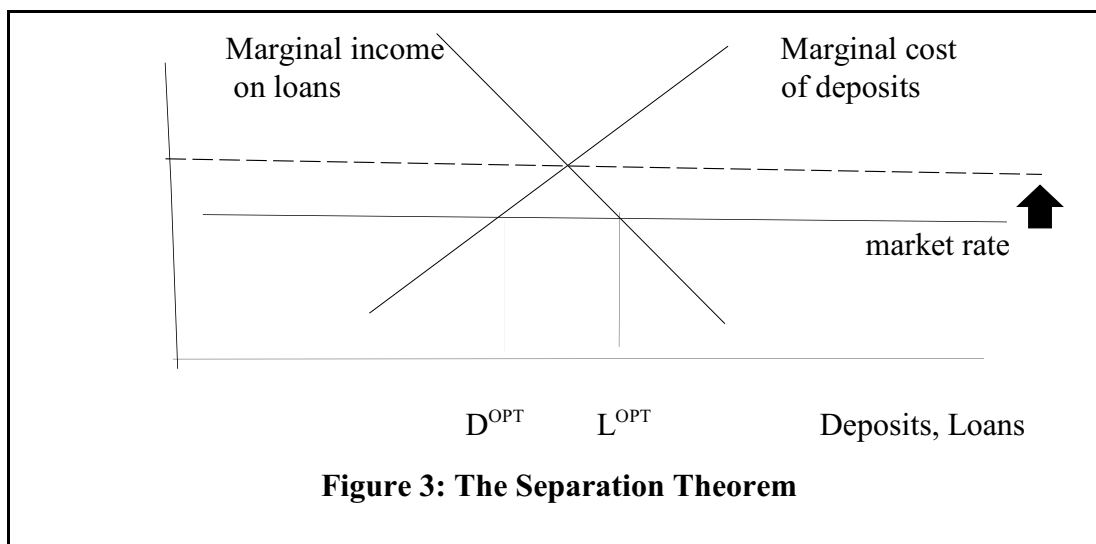 Marginal income
on loans
Marginal cost
of deposits
market rate
D^OPT
L^OPT
Deposits, Loans
Figure 3: The Separation Theorem